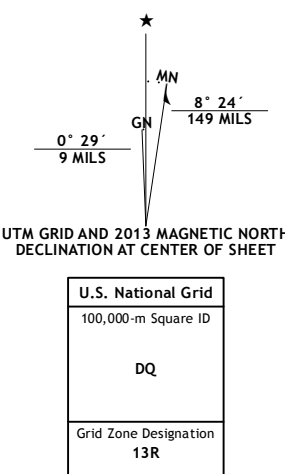 ★
MN
GN
8° 24´
149 MILS
0° 29´
9 MILS
UTM GRID AND 2013 MAGNETIC NORTH
DECLINATION AT CENTER OF SHEET
U.S. National Grid
100,000-m Square ID
DQ
Grid Zone Designation
13R